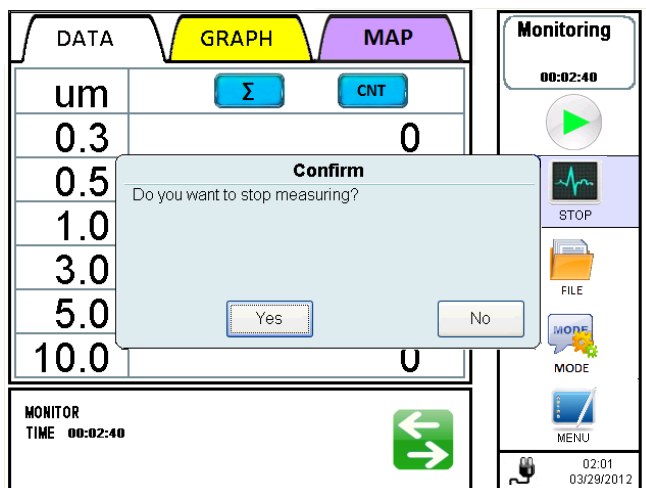 DATA
GRAPH
MAP
um
Σ
CNT
0.3
0
0.5
1.0
3.0
5.0
10.0
0
Confirm
Do you want to stop measuring?
Yes
No
MONITOR
TIME 00:02:40
Monitoring
00:02:40
STOP
FILE
MODE
MODE
MENU
02:01
03/29/2012